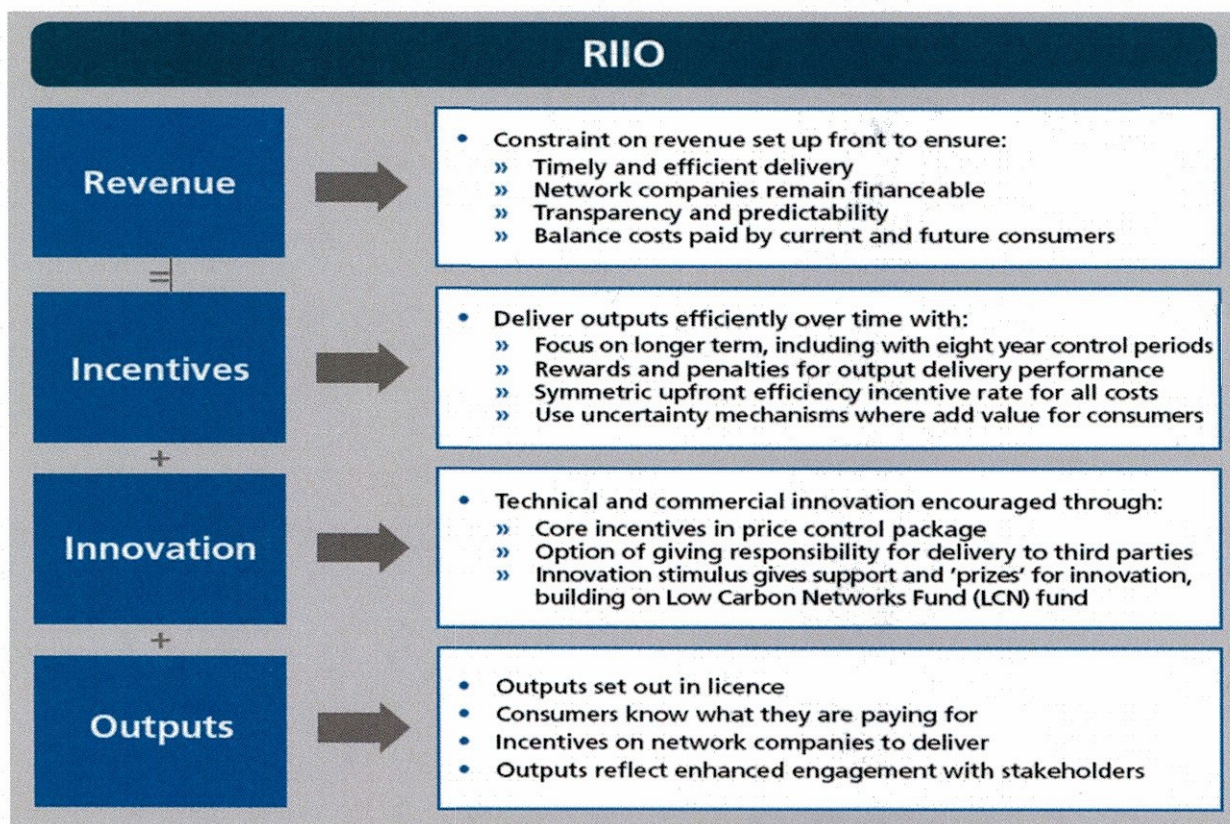 RIIO
Revenue
• Constraint on revenue set up front to ensure:
» Timely and efficient delivery
» Network companies remain financeable
» Transparency and predictability
» Balance costs paid by current and future consumers
=
Incentives
• Deliver outputs efficiently over time with:
» Focus on longer term, including with eight year control periods
» Rewards and penalties for output delivery performance
» Symmetric upfront efficiency incentive rate for all costs
» Use uncertainty mechanisms where add value for consumers
+
Innovation
• Technical and commercial innovation encouraged through:
» Core incentives in price control package
» Option of giving responsibility for delivery to third parties
» Innovation stimulus gives support and 'prizes' for innovation,
building on Low Carbon Networks Fund (LCN) fund
+
Outputs
• Outputs set out in licence
• Consumers know what they are paying for
• Incentives on network companies to deliver
• Outputs reflect enhanced engagement with stakeholders